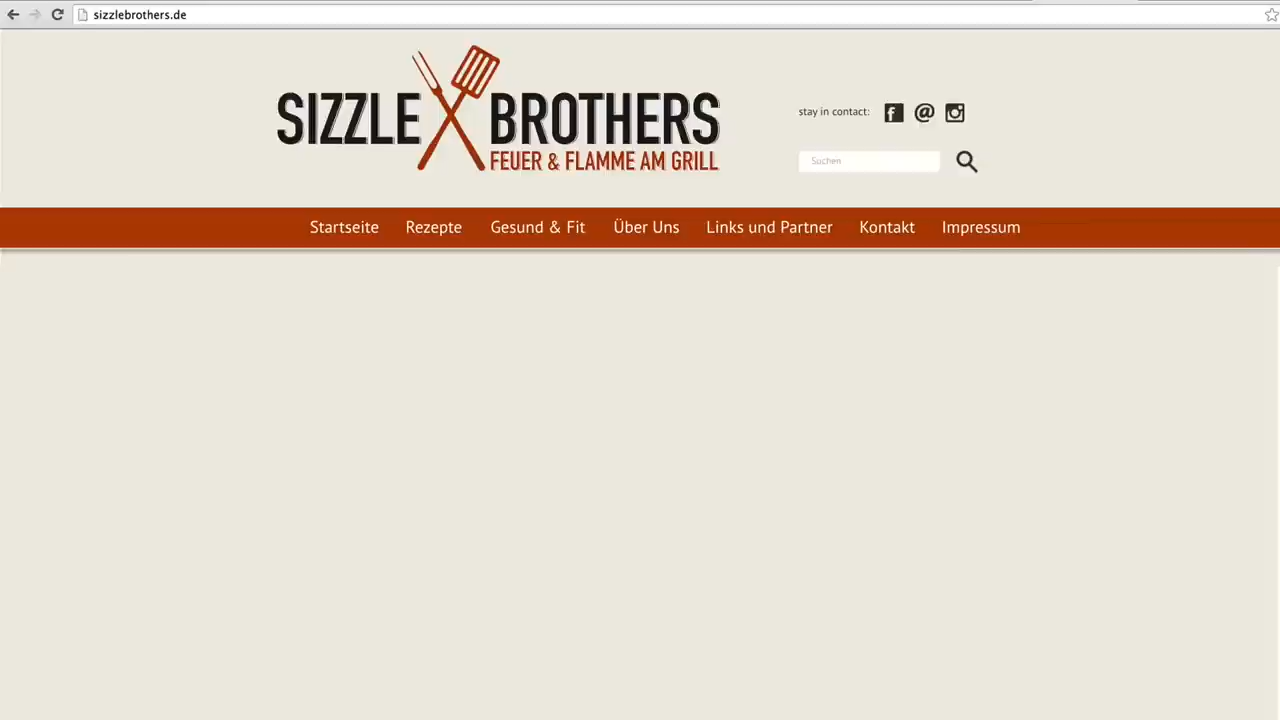 sizzlebrothers.de
SIZZLE BROTHERS
FEUER & FLAMME AM GRILL
stay in contact:
Suchen
Startseite Rezepte Gesund & Fit Über Uns Links und Partner Kontakt Impressum